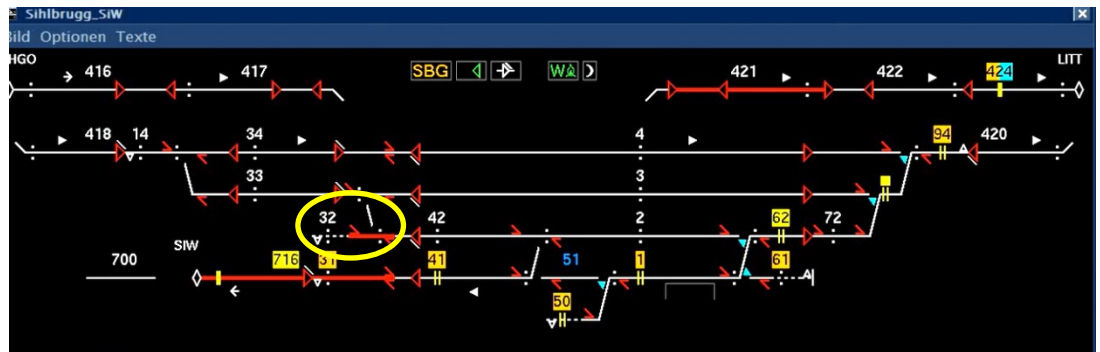 Sihlbrugg_SiW
Bild Optionen Texte
HGO 416 417 SBG W 421 422 424 LITT
418 14 34 4 94 420
33 3
32 42 2 62 72
SIW
700 716 31 41 51 1 61
50